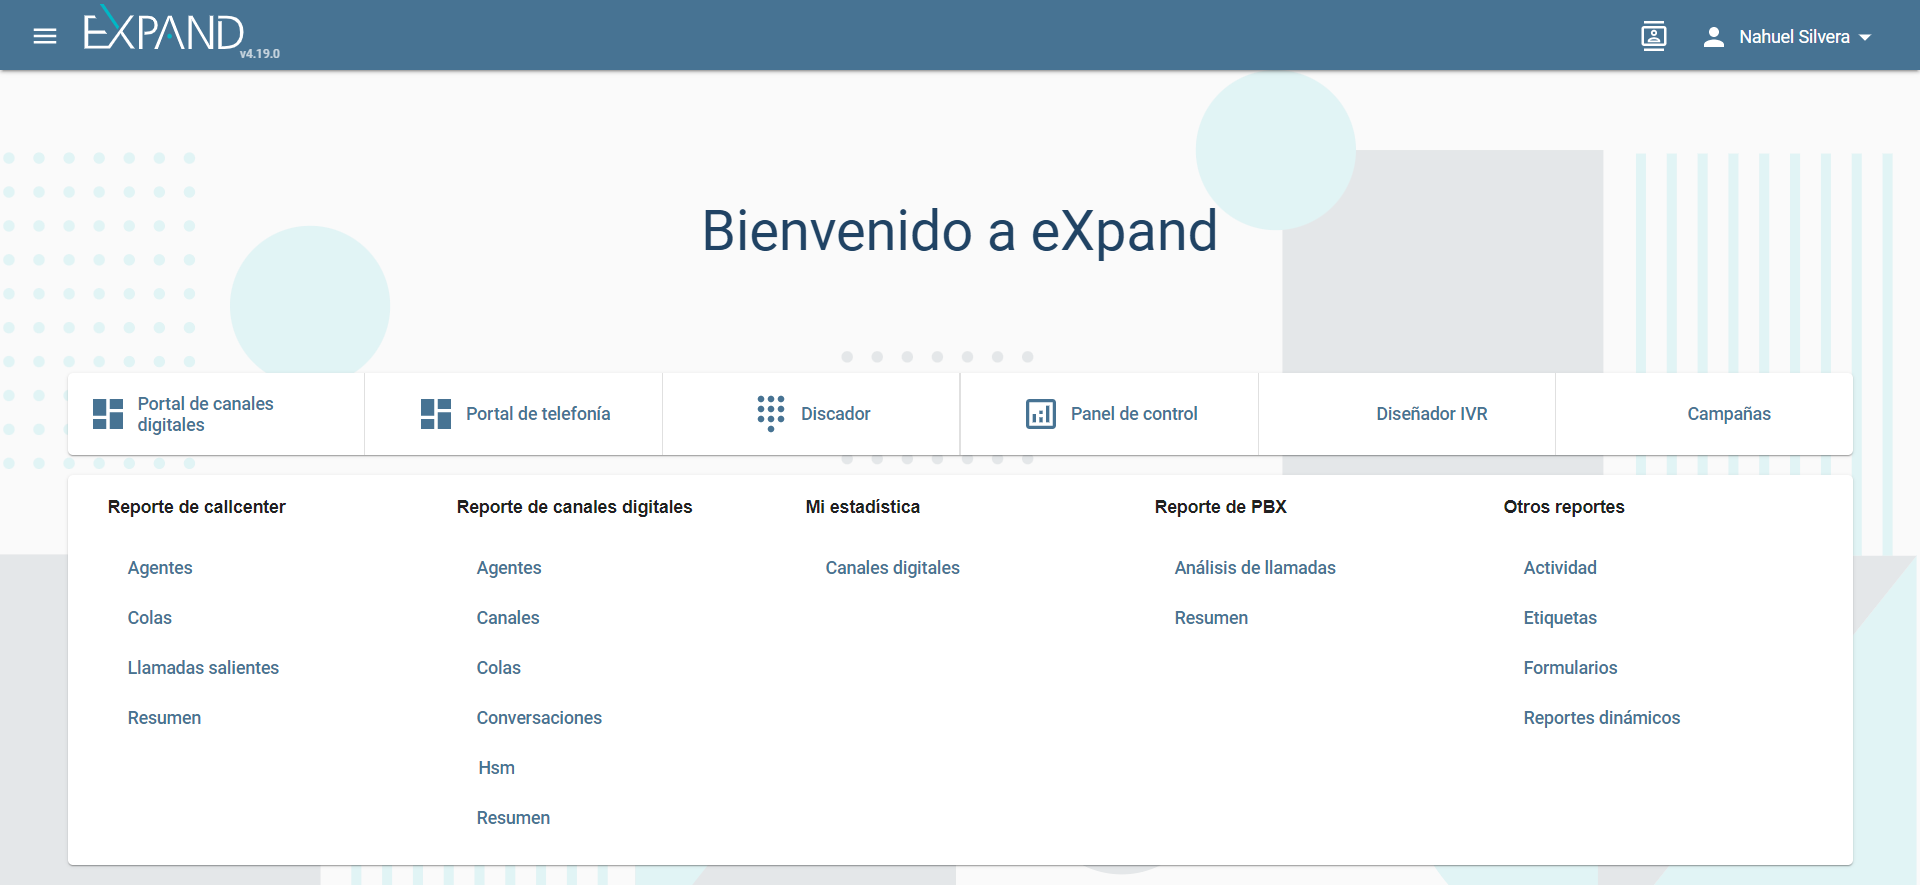 EXPAND
v4.19.0
Nahuel Silvera
Bienvenido a eXpand
Portal de canales
digitales
Portal de telefonía
Discador
Panel de control
Diseñador IVR
Campañas
Reporte de callcenter
Agentes
Colas
Llamadas salientes
Resumen
Reporte de canales digitales
Agentes
Canales
Colas
Conversaciones
Hsm
Resumen
Mi estadística
Canales digitales
Reporte de PBX
Análisis de llamadas
Resumen
Otros reportes
Actividad
Etiquetas
Formularios
Reportes dinámicos